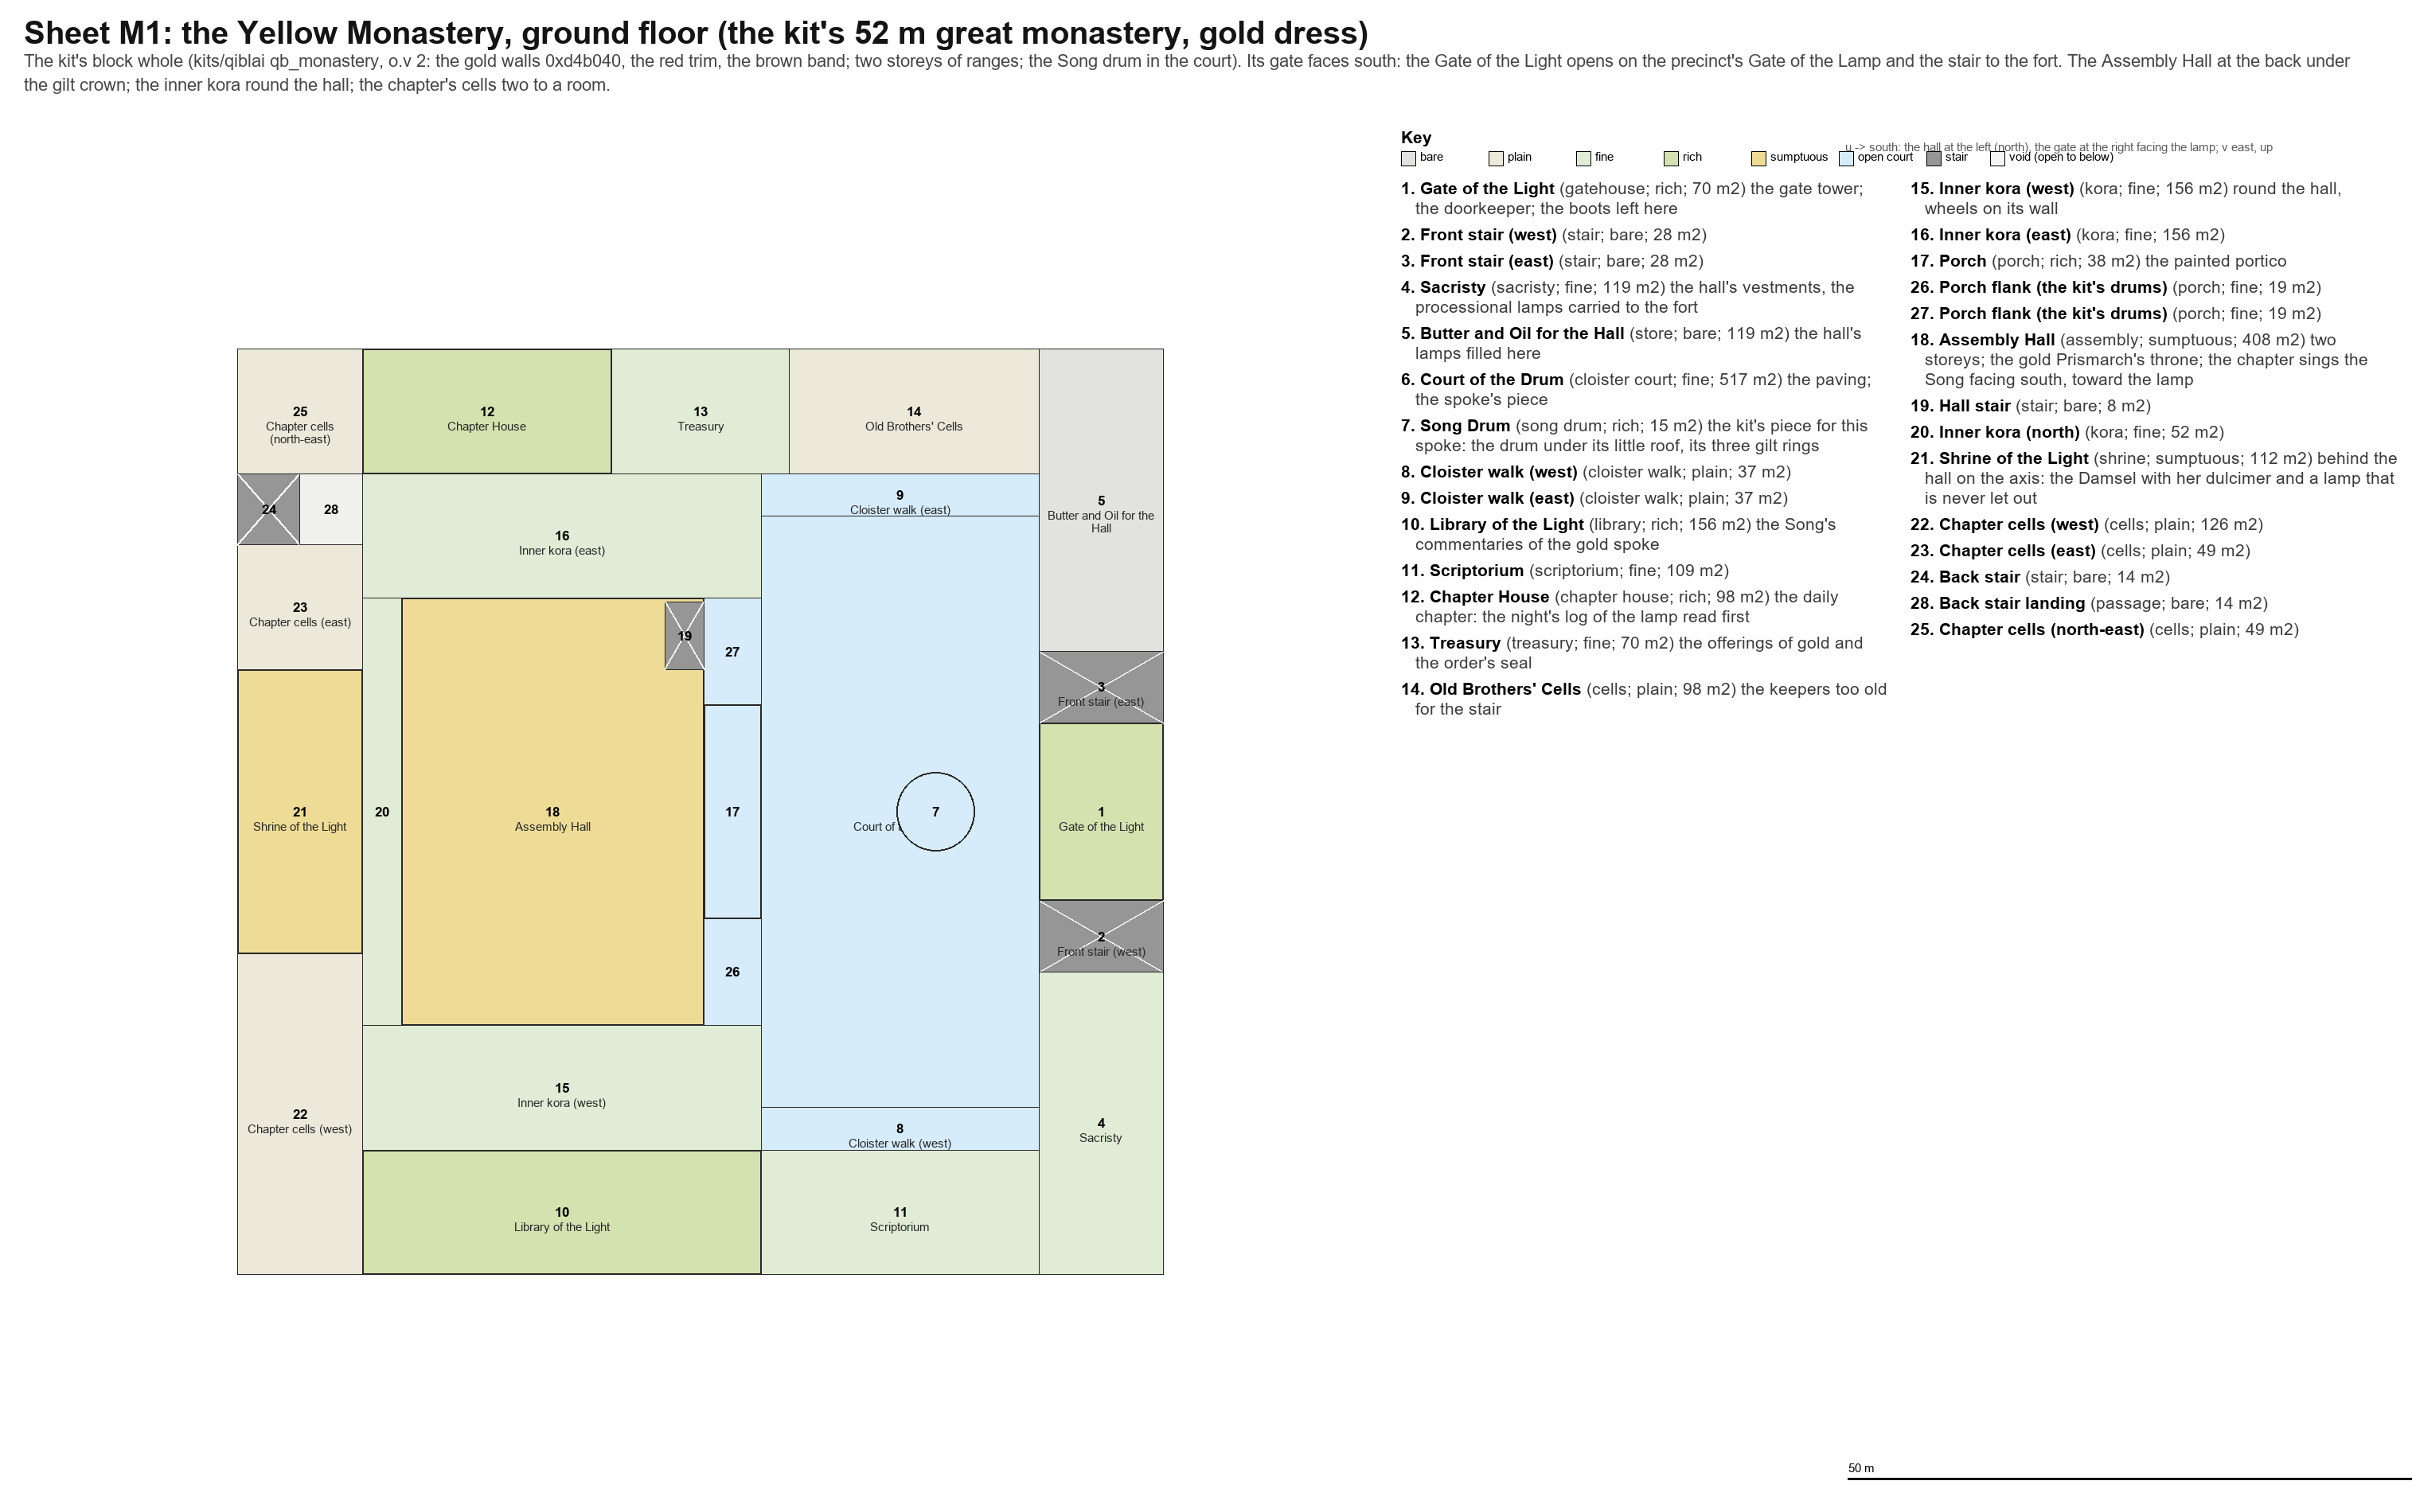 Sheet M1: the Yellow Monastery, ground floor (the kit's 52 m great monastery, gold dress)
The kit's block whole (kits/qiblai qb_monastery, o.v 2: the gold walls 0xd4b040, the red trim, the brown band; two storeys of ranges; the Song drum in the court). Its gate faces south: the Gate of the Light opens on the precinct's Gate of the Lamp and the stair to the fort. The Assembly Hall at the back under
the gilt crown; the inner kora round the hall; the chapter's cells two to a room.
Key
u -> south: the hall at the left (north), the gate at the right facing the lamp; v east, up
bare
plain
fine
rich
sumptuous
open court
stair
void (open to below)
1. Gate of the Light (gatehouse; rich; 70 m2) the gate tower;
the doorkeeper; the boots left here
2. Front stair (west) (stair; bare; 28 m2)
3. Front stair (east) (stair; bare; 28 m2)
4. Sacristy (sacristy; fine; 119 m2) the hall's vestments, the
processional lamps carried to the fort
5. Butter and Oil for the Hall (store; bare; 119 m2) the hall's
lamps filled here
6. Court of the Drum (cloister court; fine; 517 m2) the paving;
the spoke's piece
7. Song Drum (song drum; rich; 15 m2) the kit's piece for this
spoke: the drum under its little roof, its three gilt rings
8. Cloister walk (west) (cloister walk; plain; 37 m2)
9. Cloister walk (east) (cloister walk; plain; 37 m2)
10. Library of the Light (library; rich; 156 m2) the Song's
commentaries of the gold spoke
11. Scriptorium (scriptorium; fine; 109 m2)
12. Chapter House (chapter house; rich; 98 m2) the daily
chapter: the night's log of the lamp read first
13. Treasury (treasury; fine; 70 m2) the offerings of gold and
the order's seal
14. Old Brothers' Cells (cells; plain; 98 m2) the keepers too old
for the stair
15. Inner kora (west) (kora; fine; 156 m2) round the hall,
wheels on its wall
16. Inner kora (east) (kora; fine; 156 m2)
17. Porch (porch; rich; 38 m2) the painted portico
26. Porch flank (the kit's drums) (porch; fine; 19 m2)
27. Porch flank (the kit's drums) (porch; fine; 19 m2)
18. Assembly Hall (assembly; sumptuous; 408 m2) two
storeys; the gold Prismarch's throne; the chapter sings the
Song facing south, toward the lamp
19. Hall stair (stair; bare; 8 m2)
20. Inner kora (north) (kora; fine; 52 m2)
21. Shrine of the Light (shrine; sumptuous; 112 m2) behind the
hall on the axis: the Damsel with her dulcimer and a lamp that
is never let out
22. Chapter cells (west) (cells; plain; 126 m2)
23. Chapter cells (east) (cells; plain; 49 m2)
24. Back stair (stair; bare; 14 m2)
28. Back stair landing (passage; bare; 14 m2)
25. Chapter cells (north-east) (cells; plain; 49 m2)
25
Chapter cells
(north-east)
12
Chapter House
13
Treasury
14
Old Brothers' Cells
24
28
16
Inner kora (east)
9
Cloister walk (east)
5
Butter and Oil for the
Hall
23
Chapter cells (east)
19
27
3
Front stair (east)
21
Shrine of the Light
20
18
Assembly Hall
17
Court of
7
1
Gate of the Light
26
2
Front stair (west)
22
Chapter cells (west)
15
Inner kora (west)
8
Cloister walk (west)
4
Sacristy
10
Library of the Light
11
Scriptorium
50 m